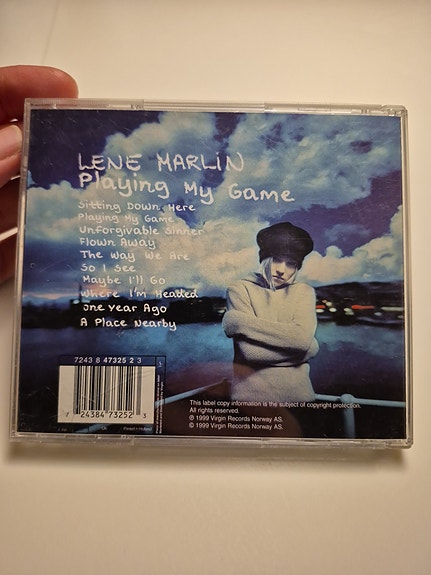 LENE MARLIN
Playing My Game
Sitting Down Here
Playing My Game
Unforgivable Sinner
Flown Away
The Way We Are
So I See
Maybe I'll Go
Where I'm Headed
One Year Ago
A Place Nearby
7243 8 47325 2 3
7 24384 73252 3
Printed in Holland
This label copy information is the subject of copyright protection.
All rights reserved.
℗ 1999 Virgin Records Norway AS.
© 1999 Virgin Records Norway AS.